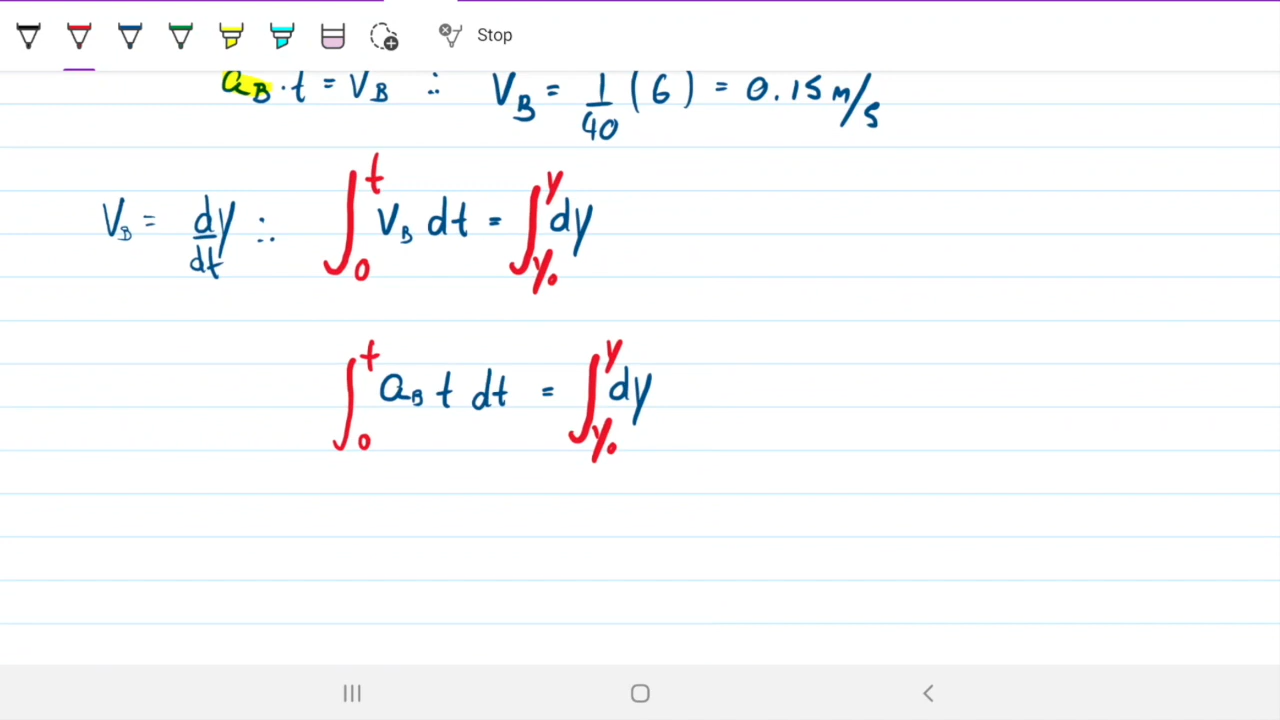 Stop
a_B · t = V_B ∴ V_B = 1/40 (6) = 0.15 m/s
V_B = dy/dt ∴ ∫_0^t V_B dt = ∫_{y_0}^y dy
∫_0^t a_B t dt = ∫_{y_0}^y dy